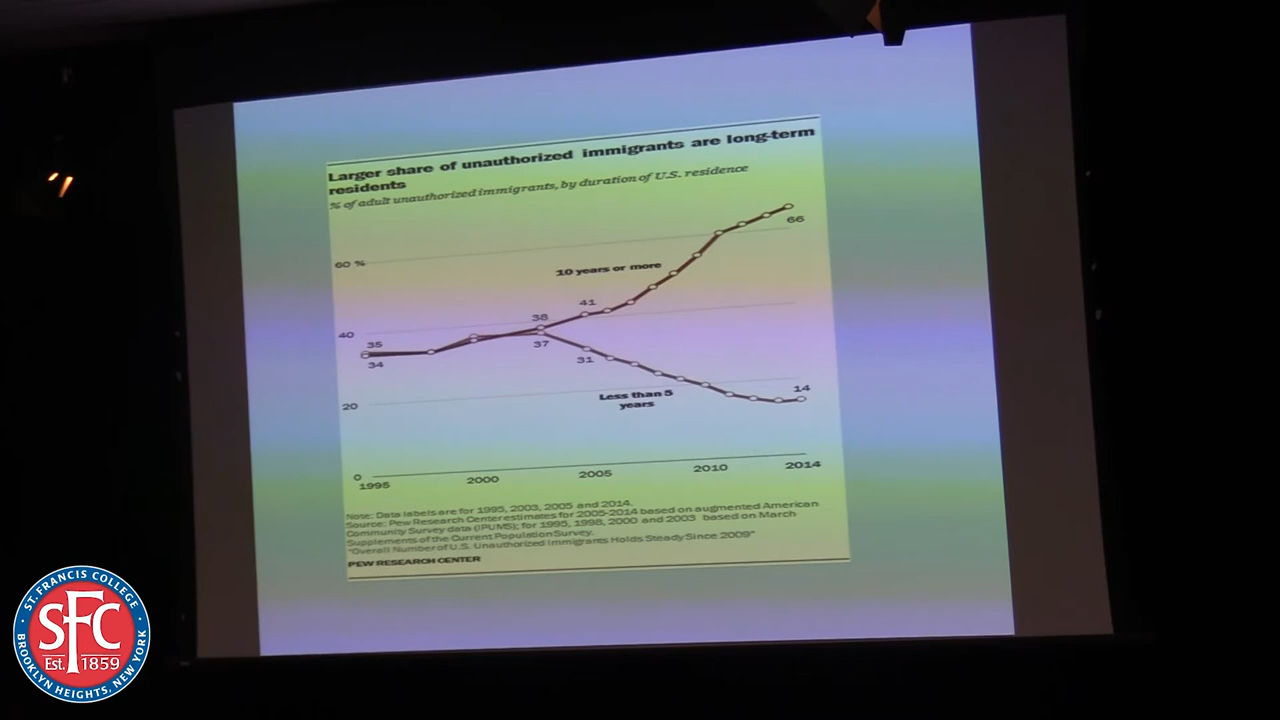 Larger share of unauthorized immigrants are long-term
residents
% of adult unauthorized immigrants, by duration of U.S. residence
66
60 %
10 years or more
41
38
40
35
37
34
31
14
Less than 5
years
20
0
1995
2000
2005
2010
2014
Note: Data labels are for 1995, 2003, 2005 and 2014.
Source: Pew Research Center estimates for 2005-2014 based on augmented American
Community Survey data (IPUMS); for 1995, 1998, 2000 and 2003 based on March
Supplements of the Current Population Survey.
"Overall Number of U.S. Unauthorized Immigrants Holds Steady Since 2009"
PEW RESEARCH CENTER
ST. FRANCIS COLLEGE
SFC
Est. 1859
BROOKLYN HEIGHTS, NEW YORK